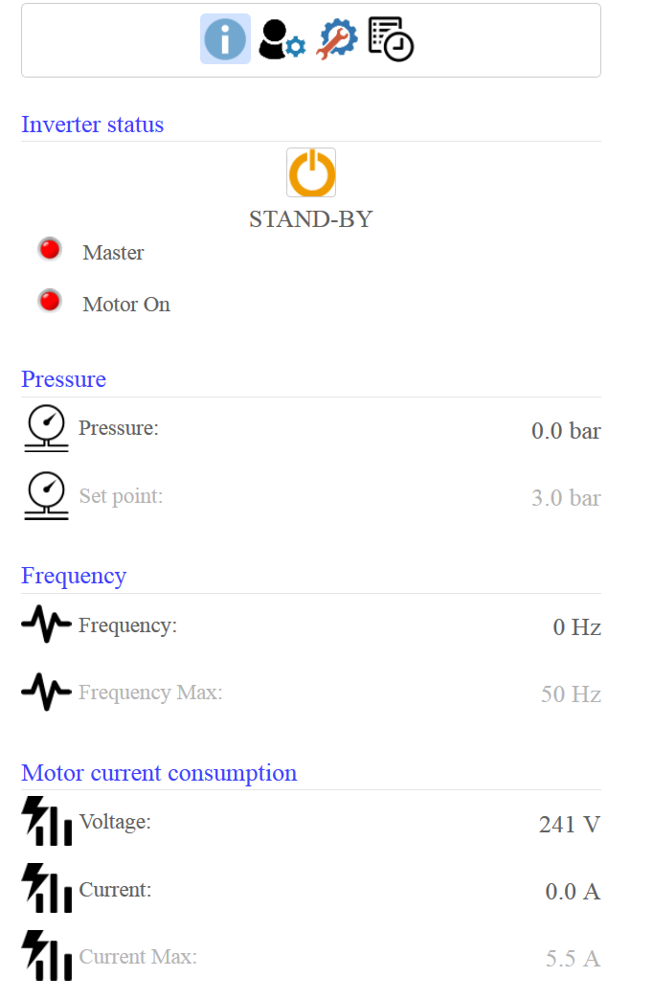 Inverter status
STAND-BY
Master
Motor On
Pressure
Pressure: 0.0 bar
Set point: 3.0 bar
Frequency
Frequency: 0 Hz
Frequency Max: 50 Hz
Motor current consumption
Voltage: 241 V
Current: 0.0 A
Current Max: 5.5 A